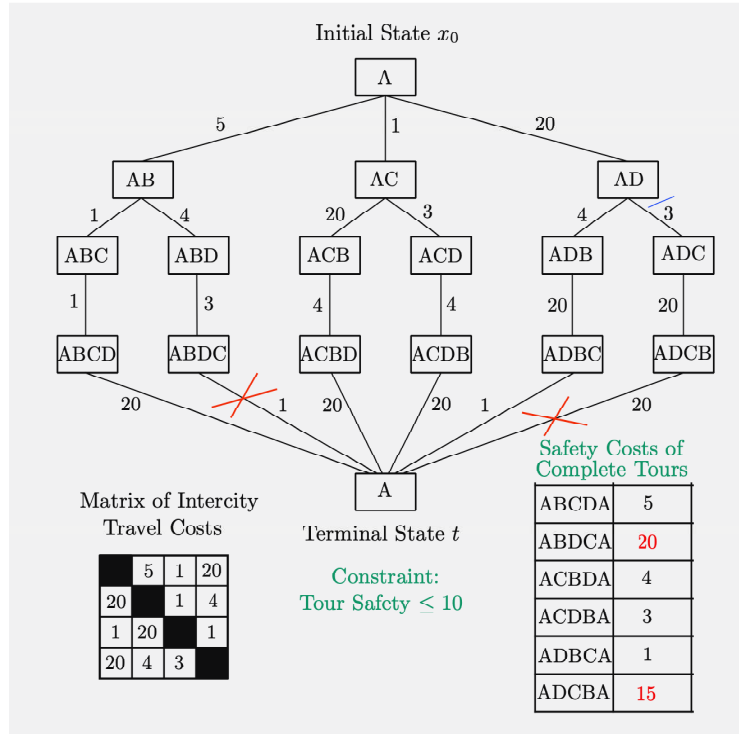 Initial State x₀
A
5 1 20
AB AC AD
1 4 20 3 4 3
ABC ABD ACB ACD ADB ADC
1 3 4 4 20 20
ABCD ABDC ACBD ACDB ADBC ADCB
20 1 20 20 1 20
A
Terminal State t
Matrix of Intercity
Travel Costs
5 1 20
20 1 4
1 20 1
20 4 3
Constraint:
Tour Safety ≤ 10
Safety Costs of
Complete Tours
ABCDA 5
ABDCA 20
ACBDA 4
ACDBA 3
ADBCA 1
ADCBA 15